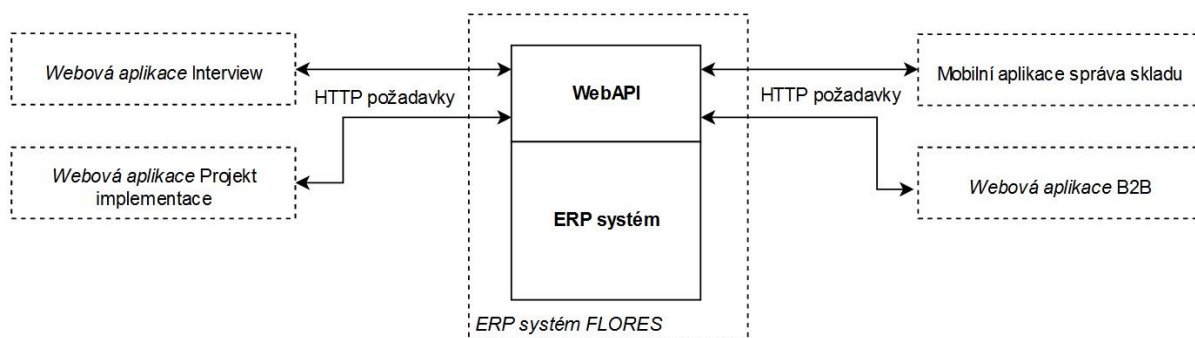 Webová aplikace Interview
HTTP požadavky
Webová aplikace Projekt
implementace
WebAPI
ERP systém
ERP systém FLORES
HTTP požadavky
Mobilní aplikace správa skladu
Webová aplikace B2B